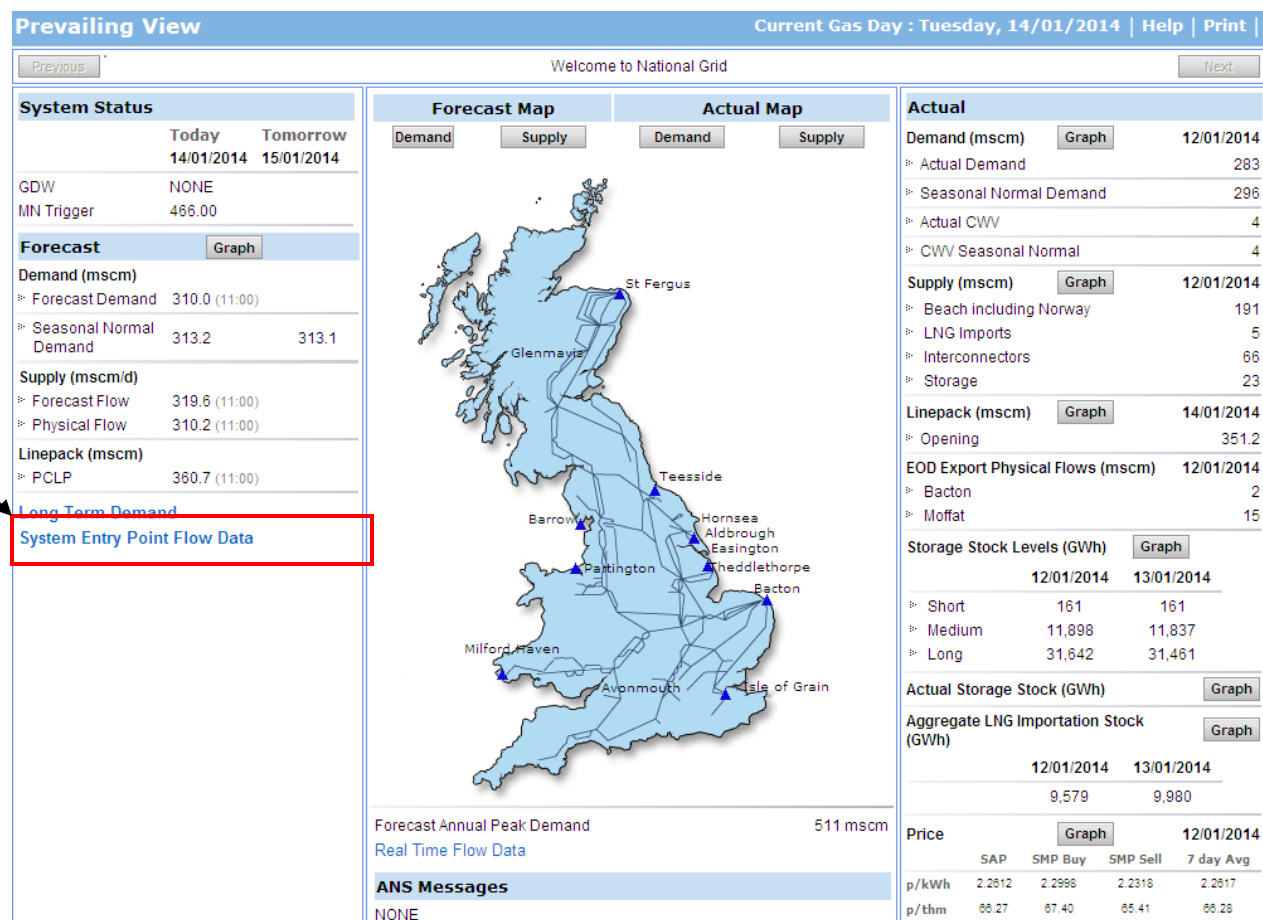 Prevailing View
Current Gas Day : Tuesday, 14/01/2014 | Help | Print |
Previous
Welcome to National Grid
Next
System Status
Today Tomorrow
14/01/2014 15/01/2014
GDW NONE
MN Trigger 466.00
Forecast Graph
Demand (mscm)
Forecast Demand 310.0 (11:00)
Seasonal Normal
Demand
313.2 313.1
Supply (mscm/d)
Forecast Flow 319.6 (11:00)
Physical Flow 310.2 (11:00)
Linepack (mscm)
PCLP 360.7 (11:00)
Long Term Demand
System Entry Point Flow Data
Forecast Map Actual Map
Demand Supply Demand Supply
St Fergus
Glenmavis
Teesside
Barrow
Hornsea
Aldbrough
Easington
Partington
Theddlethorpe
Bacton
Milford Haven
Avonmouth
Isle of Grain
Forecast Annual Peak Demand 511 mscm
Real Time Flow Data
ANS Messages
NONE
Actual
Demand (mscm) Graph 12/01/2014
Actual Demand 283
Seasonal Normal Demand 296
Actual CWV 4
CWV Seasonal Normal 4
Supply (mscm) Graph 12/01/2014
Beach including Norway 191
LNG Imports 5
Interconnectors 66
Storage 23
Linepack (mscm) Graph 14/01/2014
Opening 351.2
EOD Export Physical Flows (mscm) 12/01/2014
Bacton 2
Moffat 15
Storage Stock Levels (GWh) Graph
12/01/2014 13/01/2014
Short 161 161
Medium 11,898 11,837
Long 31,642 31,461
Actual Storage Stock (GWh) Graph
Aggregate LNG Importation Stock
(GWh)
Graph
12/01/2014 13/01/2014
9,579 9,980
Price Graph 12/01/2014
SAP SMP Buy SMP Sell 7 day Avg
p/kWh 2.2612 2.2998 2.2318 2.2617
p/thm 66.27 67.40 65.41 66.28